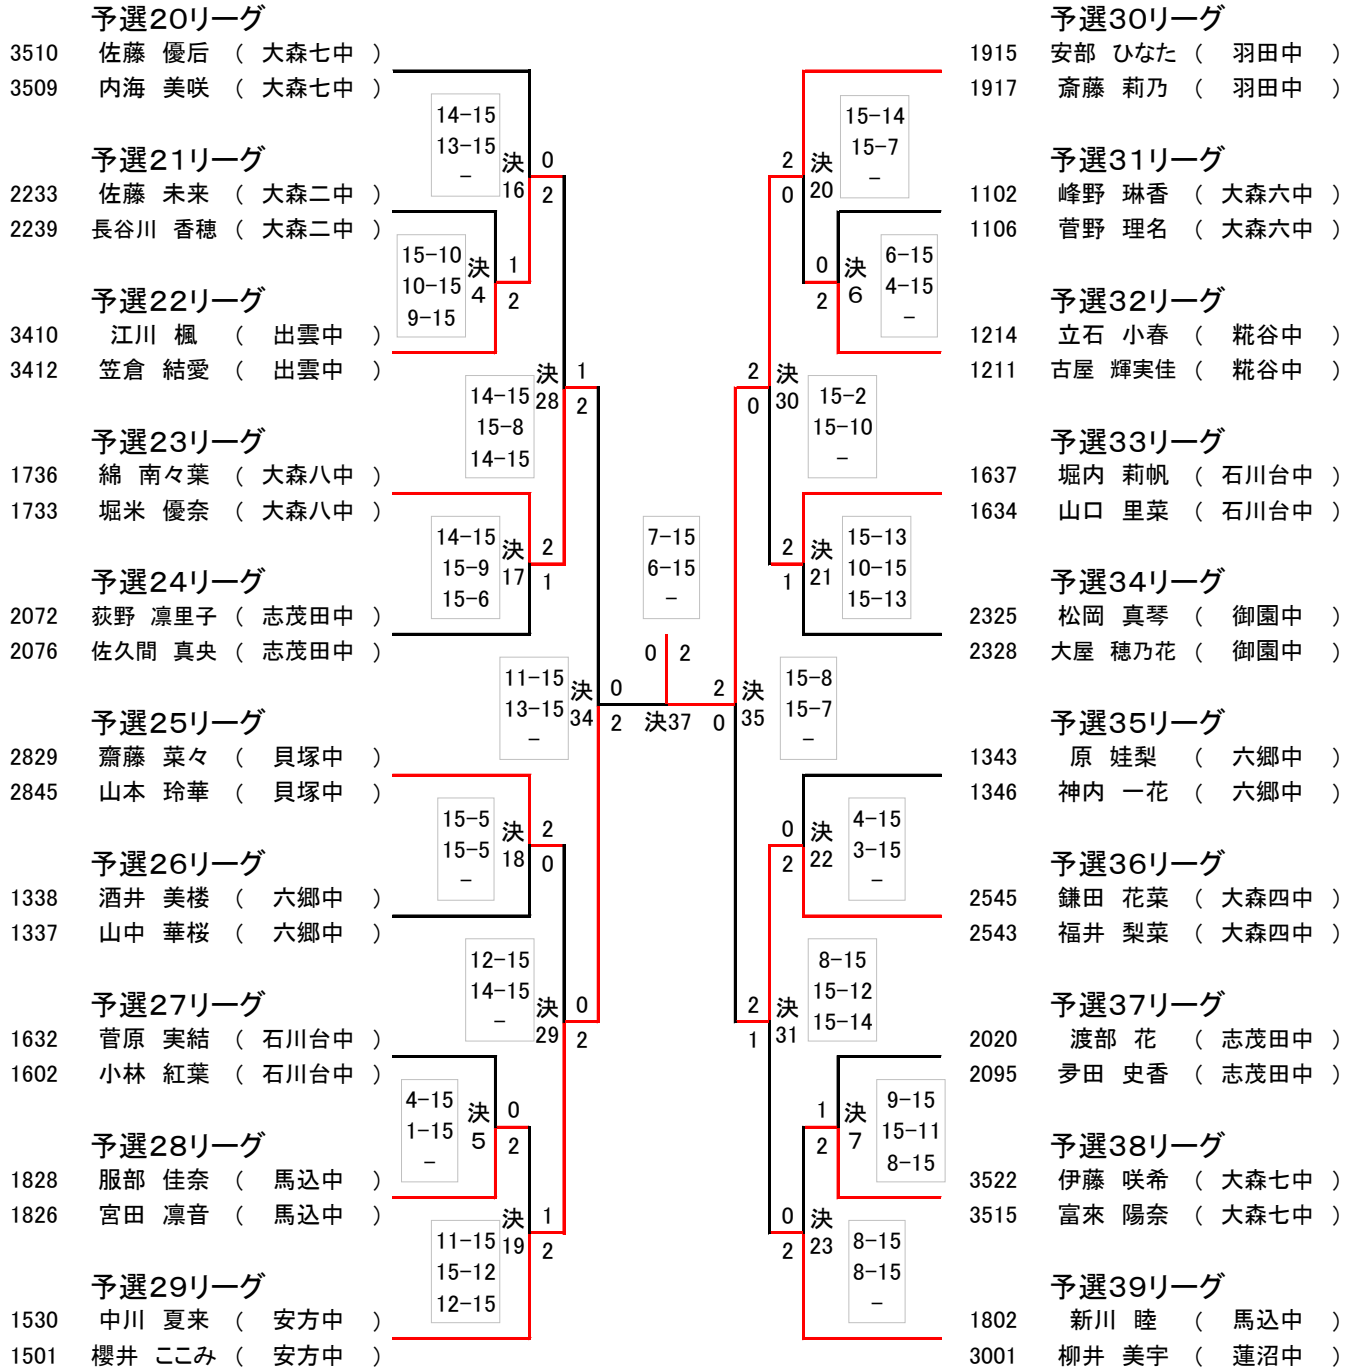 予選20リーグ
3510 佐藤 優后 ( 大森七中 )
3509 内海 美咲 ( 大森七中 )
予選21リーグ
2233 佐藤 未来 ( 大森二中 )
2239 長谷川 香穂 ( 大森二中 )
予選22リーグ
3410 江川 楓 ( 出雲中 )
3412 笠倉 結愛 ( 出雲中 )
予選23リーグ
1736 綿 南々葉 ( 大森八中 )
1733 堀米 優奈 ( 大森八中 )
予選24リーグ
2072 荻野 凛里子 ( 志茂田中 )
2076 佐久間 真央 ( 志茂田中 )
予選25リーグ
2829 齋藤 菜々 ( 貝塚中 )
2845 山本 玲華 ( 貝塚中 )
予選26リーグ
1338 酒井 美楼 ( 六郷中 )
1337 山中 華桜 ( 六郷中 )
予選27リーグ
1632 菅原 実結 ( 石川台中 )
1602 小林 紅葉 ( 石川台中 )
予選28リーグ
1828 服部 佳奈 ( 馬込中 )
1826 宮田 凛音 ( 馬込中 )
予選29リーグ
1530 中川 夏来 ( 安方中 )
1501 櫻井 ここみ ( 安方中 )
14-15
13-15
-
決
16
0
2
15-10
10-15
9-15
決
4
1
2
14-15
15-8
14-15
決
28
1
2
14-15
15-9
15-6
決
17
2
1
11-15
13-15
-
決
34
0
2
15-5
15-5
-
決
18
2
0
12-15
14-15
-
決
29
0
2
4-15
1-15
-
決
5
0
2
11-15
15-12
12-15
決
19
1
2
7-15
6-15
-
0 2
決37
2
0
決
20
15-14
15-7
-
0
2
決
6
6-15
4-15
-
2
0
決
30
15-2
15-10
-
2
1
決
21
15-13
10-15
15-13
2
0
決
35
15-8
15-7
-
0
2
決
22
4-15
3-15
-
2
1
決
31
8-15
15-12
15-14
1
2
決
7
9-15
15-11
8-15
0
2
決
23
8-15
8-15
-
予選30リーグ
1915 安部 ひなた ( 羽田中 )
1917 斎藤 莉乃 ( 羽田中 )
予選31リーグ
1102 峰野 琳香 ( 大森六中 )
1106 菅野 理名 ( 大森六中 )
予選32リーグ
1214 立石 小春 ( 糀谷中 )
1211 古屋 輝実佳 ( 糀谷中 )
予選33リーグ
1637 堀内 莉帆 ( 石川台中 )
1634 山口 里菜 ( 石川台中 )
予選34リーグ
2325 松岡 真琴 ( 御園中 )
2328 大屋 穂乃花 ( 御園中 )
予選35リーグ
1343 原 娃梨 ( 六郷中 )
1346 神内 一花 ( 六郷中 )
予選36リーグ
2545 鎌田 花菜 ( 大森四中 )
2543 福井 梨菜 ( 大森四中 )
予選37リーグ
2020 渡部 花 ( 志茂田中 )
2095 夛田 史香 ( 志茂田中 )
予選38リーグ
3522 伊藤 咲希 ( 大森七中 )
3515 富來 陽奈 ( 大森七中 )
予選39リーグ
1802 新川 睦 ( 馬込中 )
3001 柳井 美宇 ( 蓮沼中 )